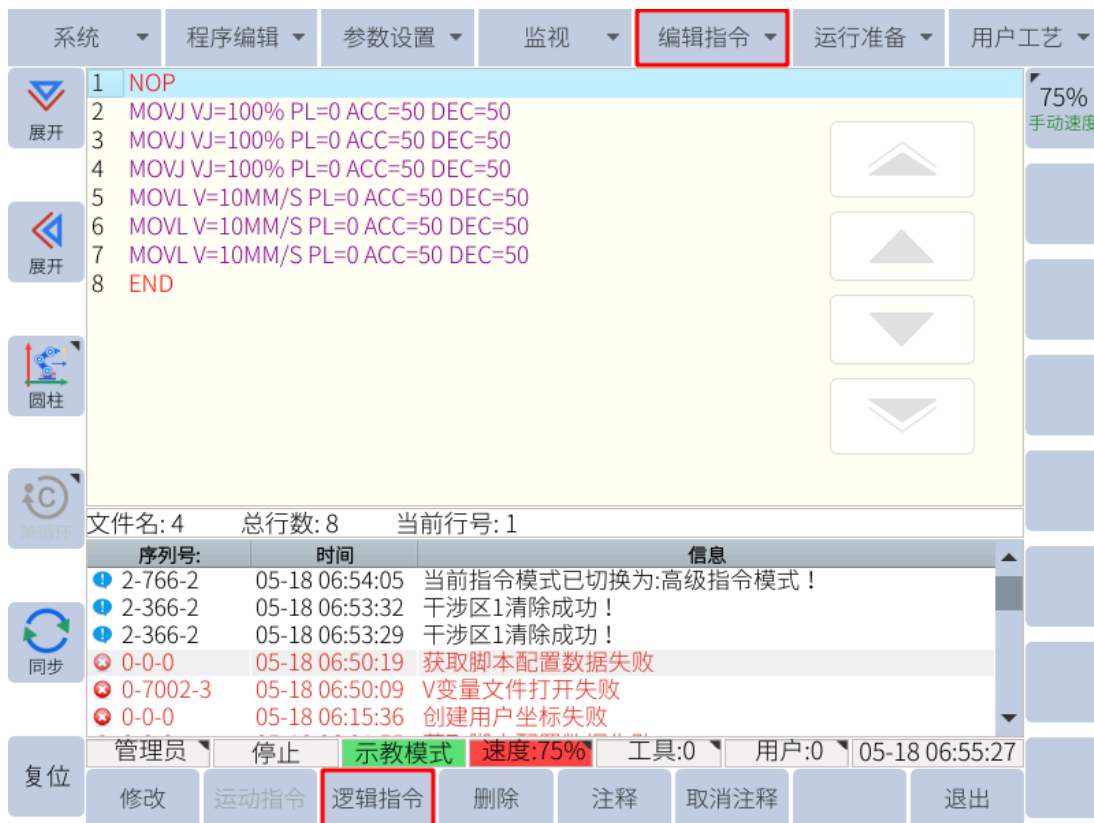 系统 程序编辑 参数设置 监视 编辑指令 运行准备 用户工艺
展开
展开
圆柱
单循环
同步
复位
1 NOP
2 MOVJ VJ=100% PL=0 ACC=50 DEC=50
3 MOVJ VJ=100% PL=0 ACC=50 DEC=50
4 MOVJ VJ=100% PL=0 ACC=50 DEC=50
5 MOVL V=10MM/S PL=0 ACC=50 DEC=50
6 MOVL V=10MM/S PL=0 ACC=50 DEC=50
7 MOVL V=10MM/S PL=0 ACC=50 DEC=50
8 END
75%
手动速度
文件名: 4 总行数: 8 当前行号: 1
序列号: 时间 信息
2-766-2 05-18 06:54:05 当前指令模式已切换为:高级指令模式！
2-366-2 05-18 06:53:32 干涉区1清除成功！
2-366-2 05-18 06:53:29 干涉区1清除成功！
0-0-0 05-18 06:50:19 获取脚本配置数据失败
0-7002-3 05-18 06:50:09 V变量文件打开失败
0-0-0 05-18 06:15:36 创建用户坐标失败
管理员 停止 示教模式 速度:75% 工具:0 用户:0 05-18 06:55:27
修改 运动指令 逻辑指令 删除 注释 取消注释 退出